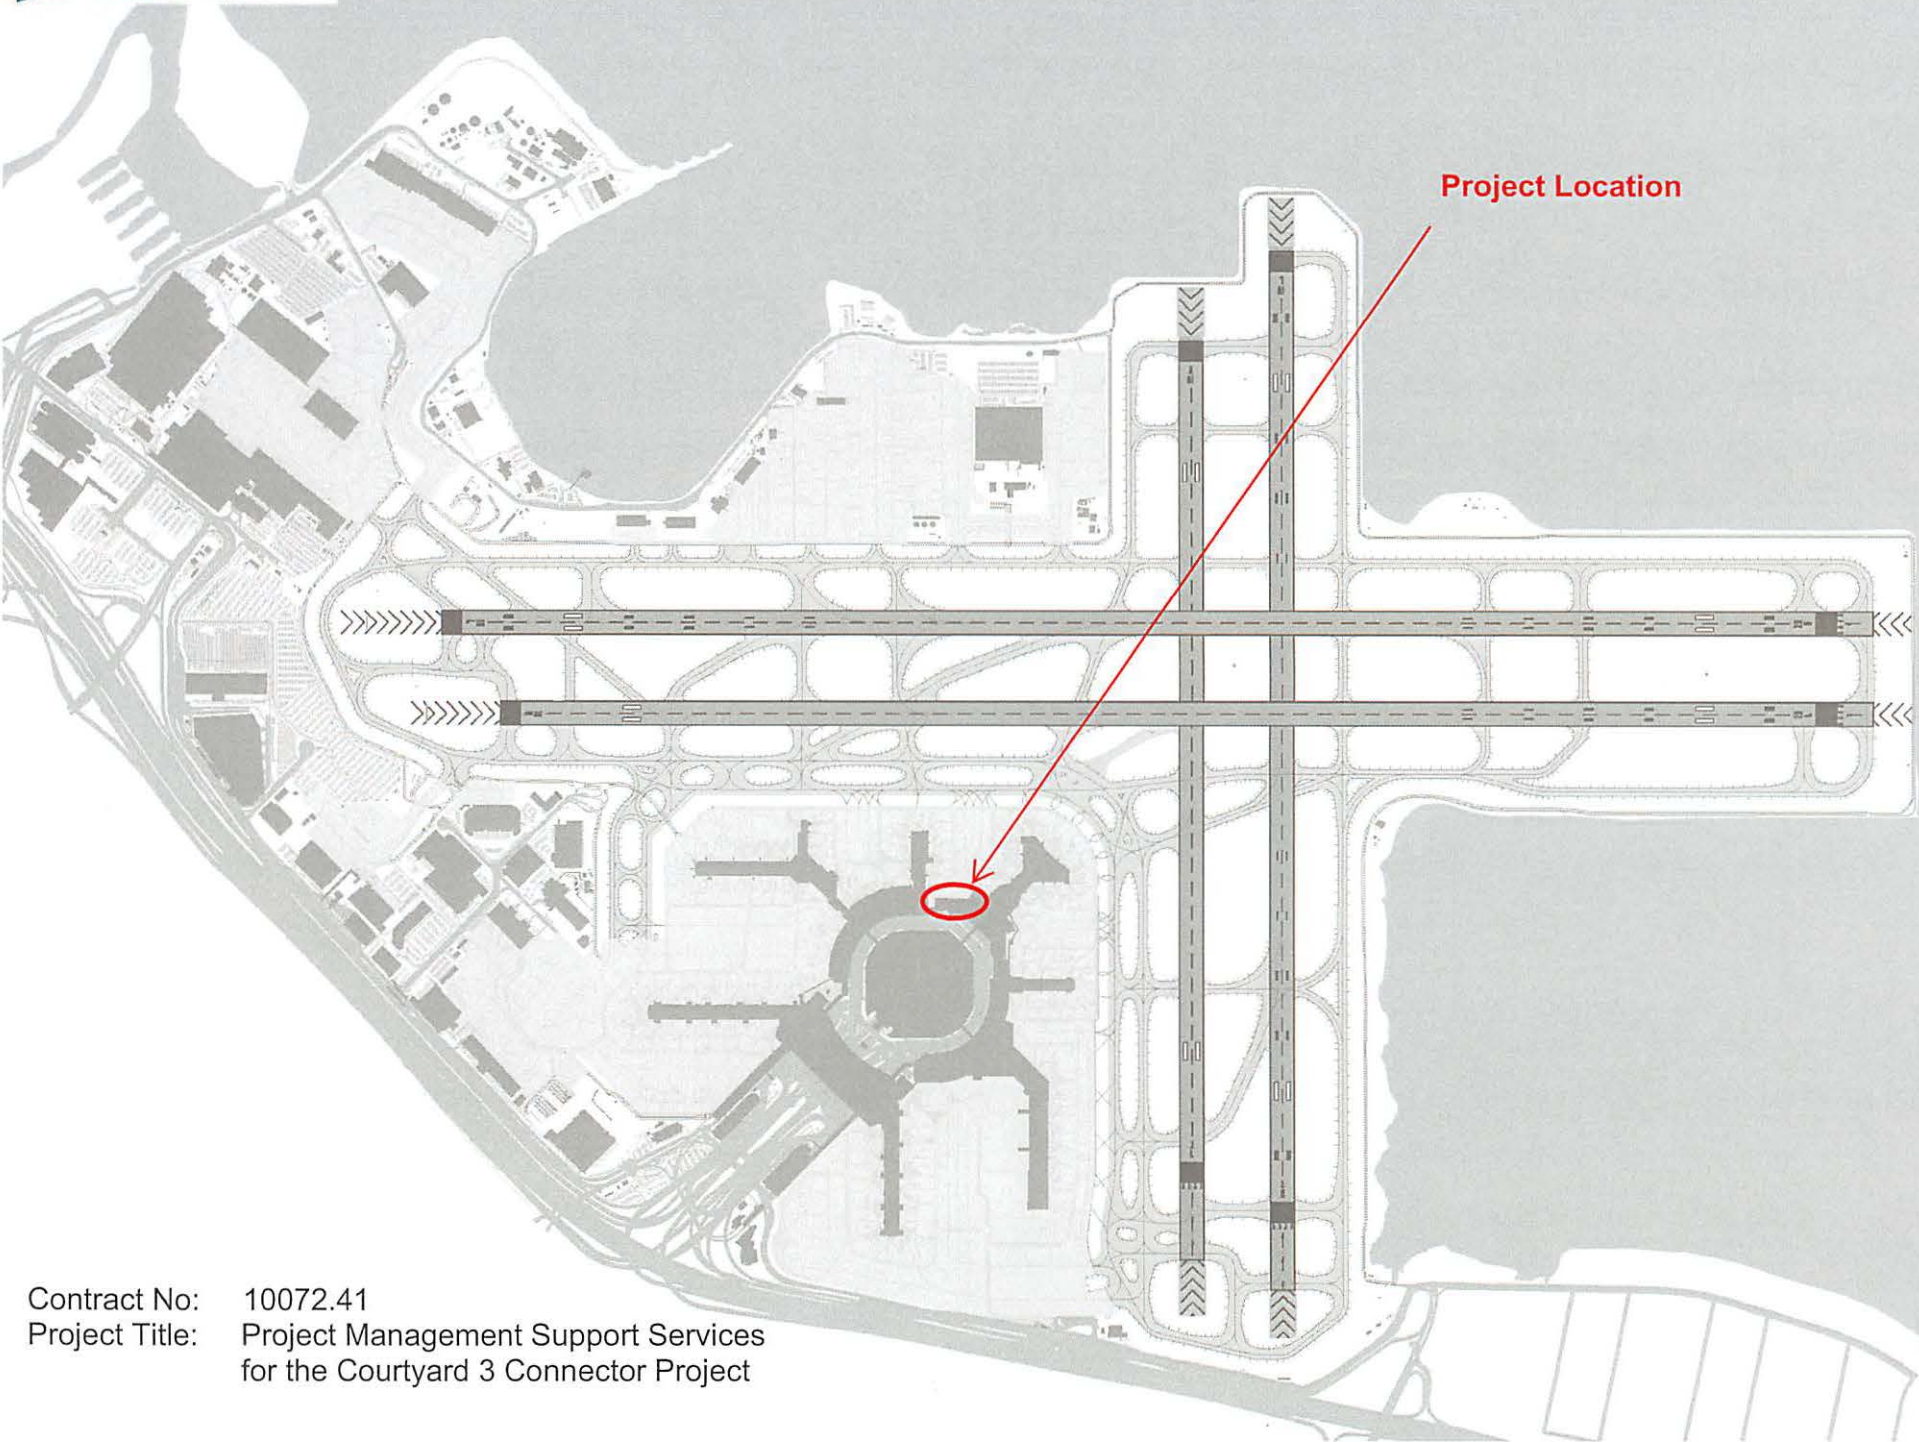 Project Location
Contract No: 10072.41
Project Title: Project Management Support Services
for the Courtyard 3 Connector Project